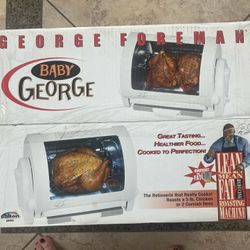 GEORGE FOREMAN
BABY
GEORGE
GREAT TASTING...
HEALTHIER FOOD...
COOKED TO PERFECTION!
The Rotisserie that Really Cooks!
Roasts a 5 lb. Chicken
or 2 Cornish Hens
LEAN
MEAN
FAT
ROASTING
MACHINE
Salton